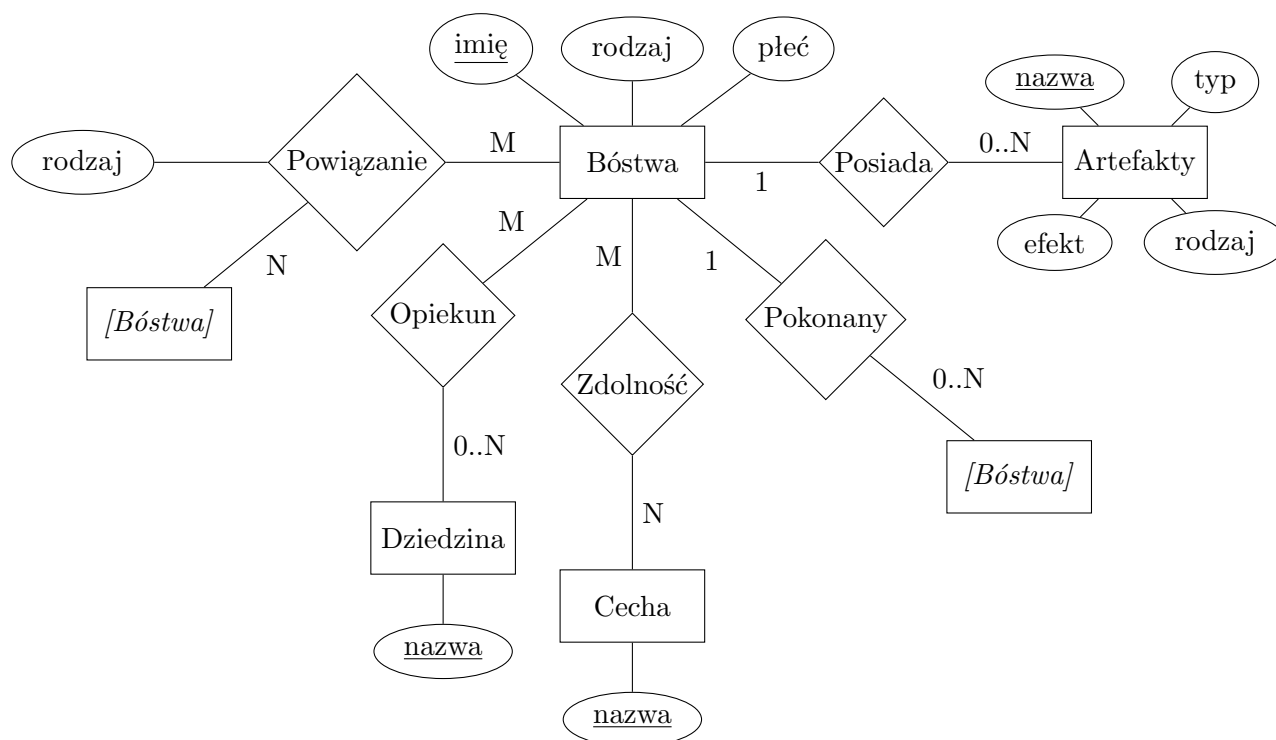 imię
rodzaj
płeć
nazwa
typ
rodzaj
Powiązanie
M
Bóstwa
1
Posiada
0..N
Artefakty
N
M
M
1
efekt
rodzaj
[Bóstwa]
Opiekun
Pokonany
Zdolność
0..N
0..N
[Bóstwa]
Dziedzina
N
Cecha
nazwa
nazwa